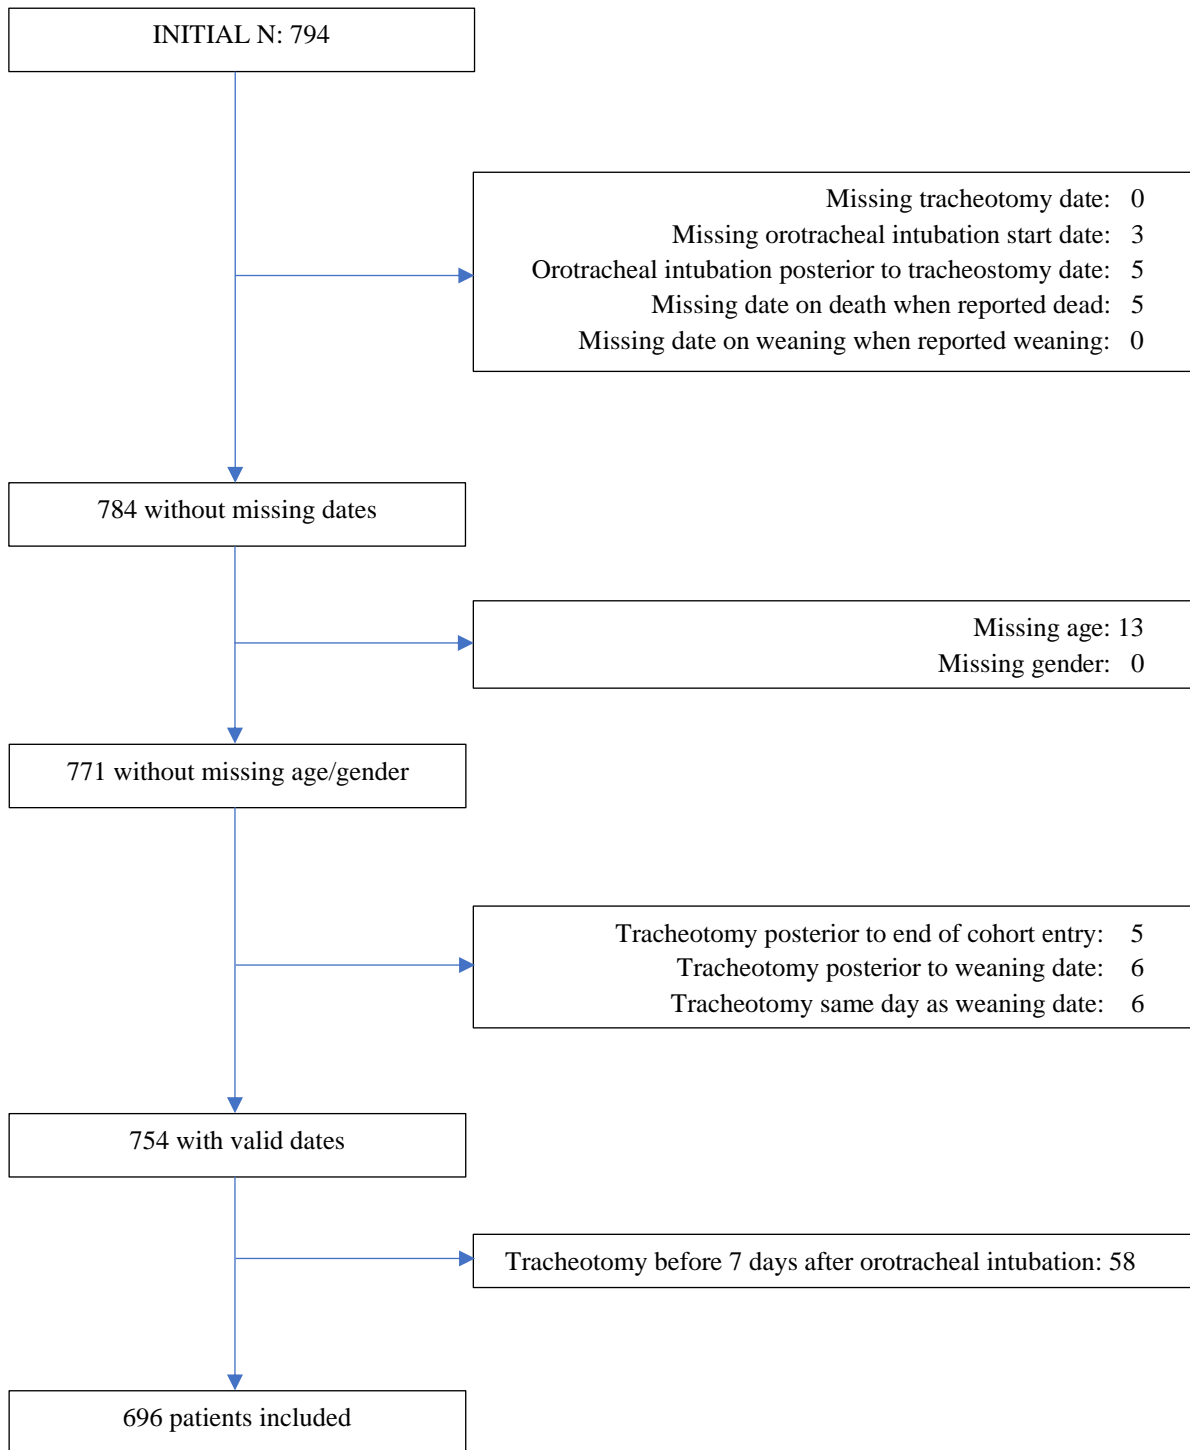 INITIAL N: 794
Missing tracheotomy date: 0
Missing orotracheal intubation start date: 3
Orotracheal intubation posterior to tracheostomy date: 5
Missing date on death when reported dead: 5
Missing date on weaning when reported weaning: 0
784 without missing dates
Missing age: 13
Missing gender: 0
771 without missing age/gender
Tracheotomy posterior to end of cohort entry: 5
Tracheotomy posterior to weaning date: 6
Tracheotomy same day as weaning date: 6
754 with valid dates
Tracheotomy before 7 days after orotracheal intubation: 58
696 patients included